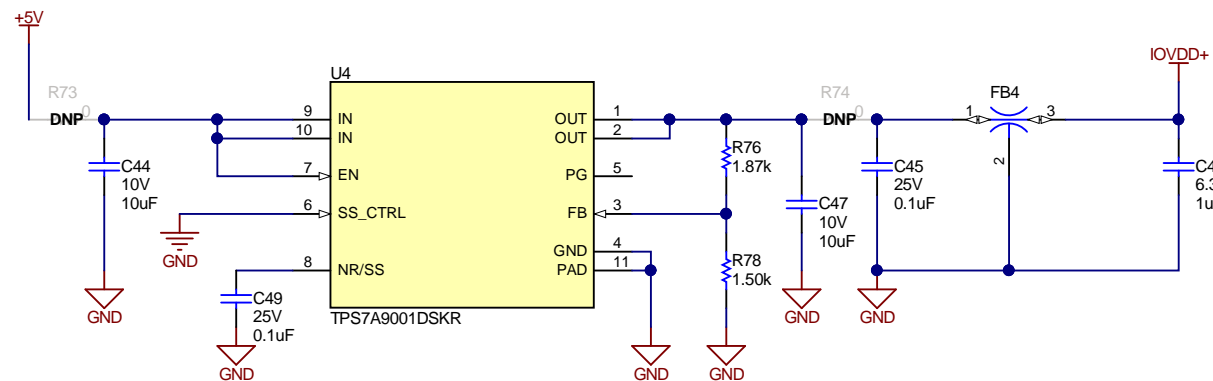 +5V
R73
DNP 0
C44
10V
10uF
GND
GND
U4
9 IN
10 IN
7 EN
6 SS_CTRL
8 NR/SS
OUT 1
OUT 2
PG 5
FB 3
GND 4
PAD 11
TPS7A9001DSKR
C49
25V
0.1uF
GND
GND
R76
1.87k
R78
1.50k
GND
C47
10V
10uF
GND
R74
DNP 0
C45
25V
0.1uF
GND
FB4
1
3
2
IOVDD+